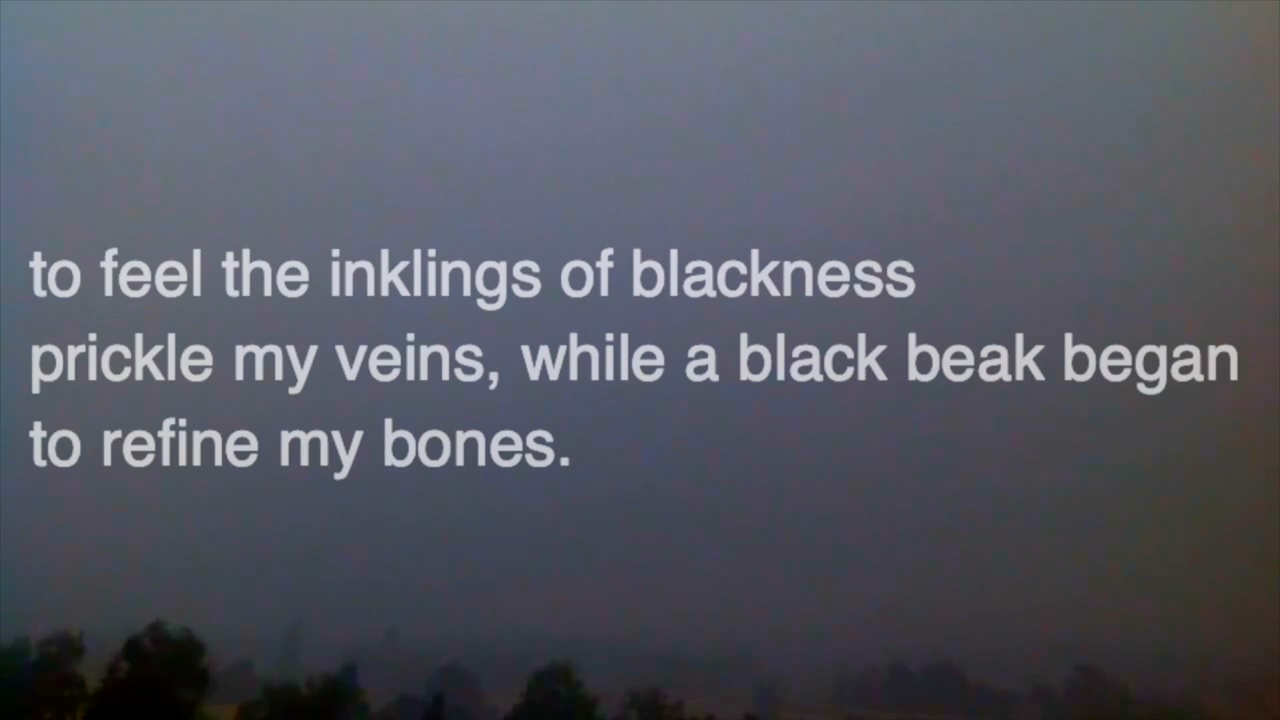 to feel the inklings of blackness
prickle my veins, while a black beak began
to refine my bones.